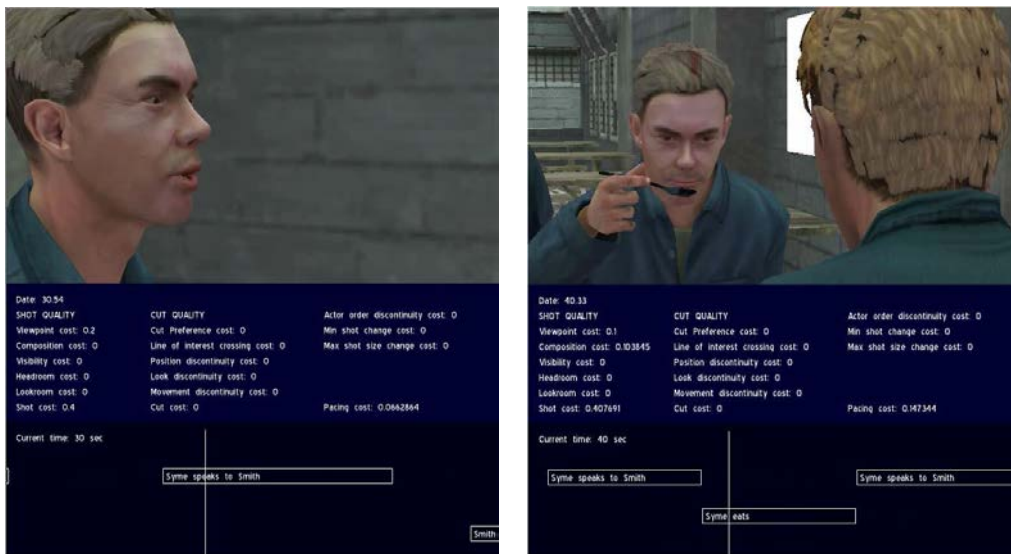 Date: 30.54
SHOT QUALITY CUT QUALITY Actor order discontinuity cost: 0
Viewpoint cost: 0.2 Cut Preference cost: 0 Min shot change cost: 0
Composition cost: 0 Line of interest crossing cost: 0 Max shot size change cost: 0
Visibility cost: 0 Position discontinuity cost: 0
Headroom cost: 0 Look discontinuity cost: 0
Lookroom cost: 0 Movement discontinuity cost: 0
Shot cost: 0.4 Cut cost: 0 Pacing cost: 0.0662864
Current time: 30 sec
Syme speaks to Smith
Smith
Date: 40.33
SHOT QUALITY CUT QUALITY Actor order discontinuity cost: 0
Viewpoint cost: 0.1 Cut Preference cost: 0 Min shot change cost: 0
Composition cost: 0.103845 Line of interest crossing cost: 0 Max shot size change cost: 0
Visibility cost: 0 Position discontinuity cost: 0
Headroom cost: 0 Look discontinuity cost: 0
Lookroom cost: 0 Movement discontinuity cost: 0
Shot cost: 0.407691 Cut cost: 0 Pacing cost: 0.147344
Current time: 40 sec
Syme speaks to Smith Syme speaks to Smith
Syme eats